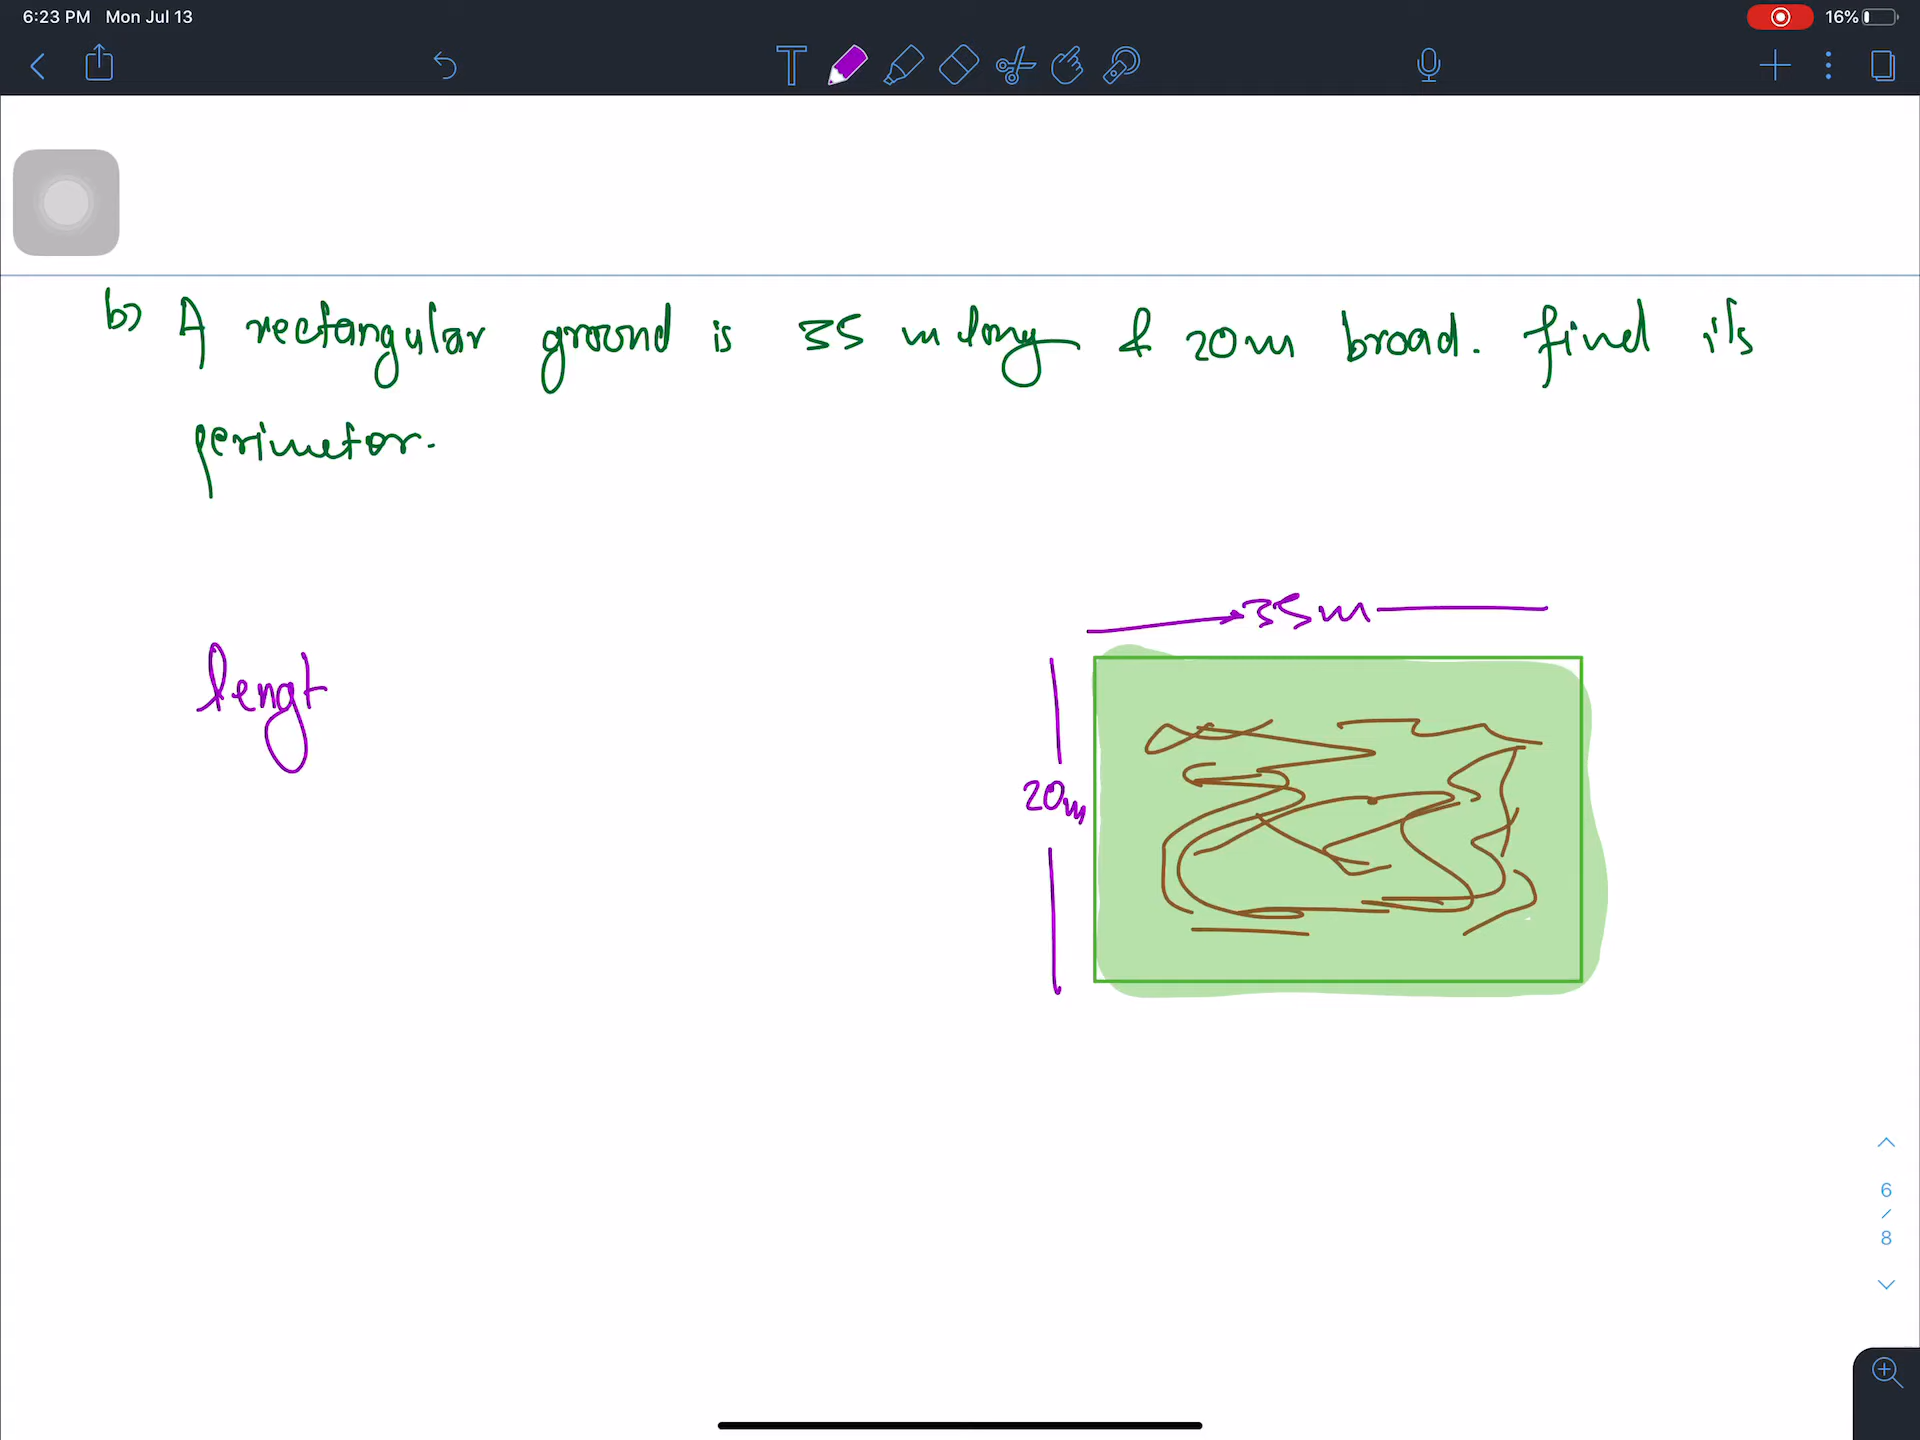 6:23 PM Mon Jul 13
16%
T
b) A rectangular ground is 35 m long & 20m broad. find it's
perimeter.
35m
lengt
20m
6
/
8